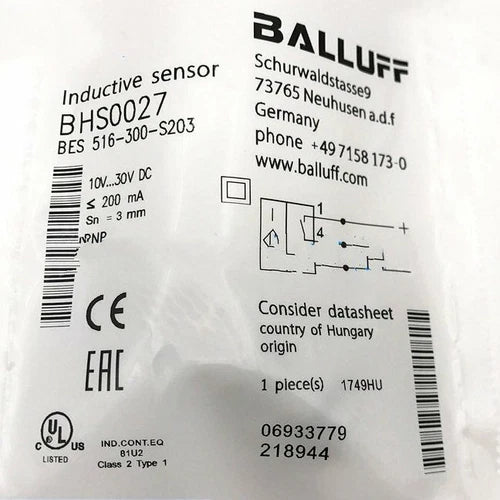 BALLUFF
Schurwaldstasse9
73765 Neuhusen a.d.f
Germany
phone +49 7158 173-0
www.balluff.com
Inductive sensor
BHS0027
BES 516-300-S203
10V...30V DC
≤ 200 mA
Sn = 3 mm
PNP
1
4
+
CE
EAC
Consider datasheet
country of Hungary
origin
1 piece(s) 1749HU
06933779
218944
C UL US
LISTED
IND.CONT.EQ
81U2
Class 2 Type 1